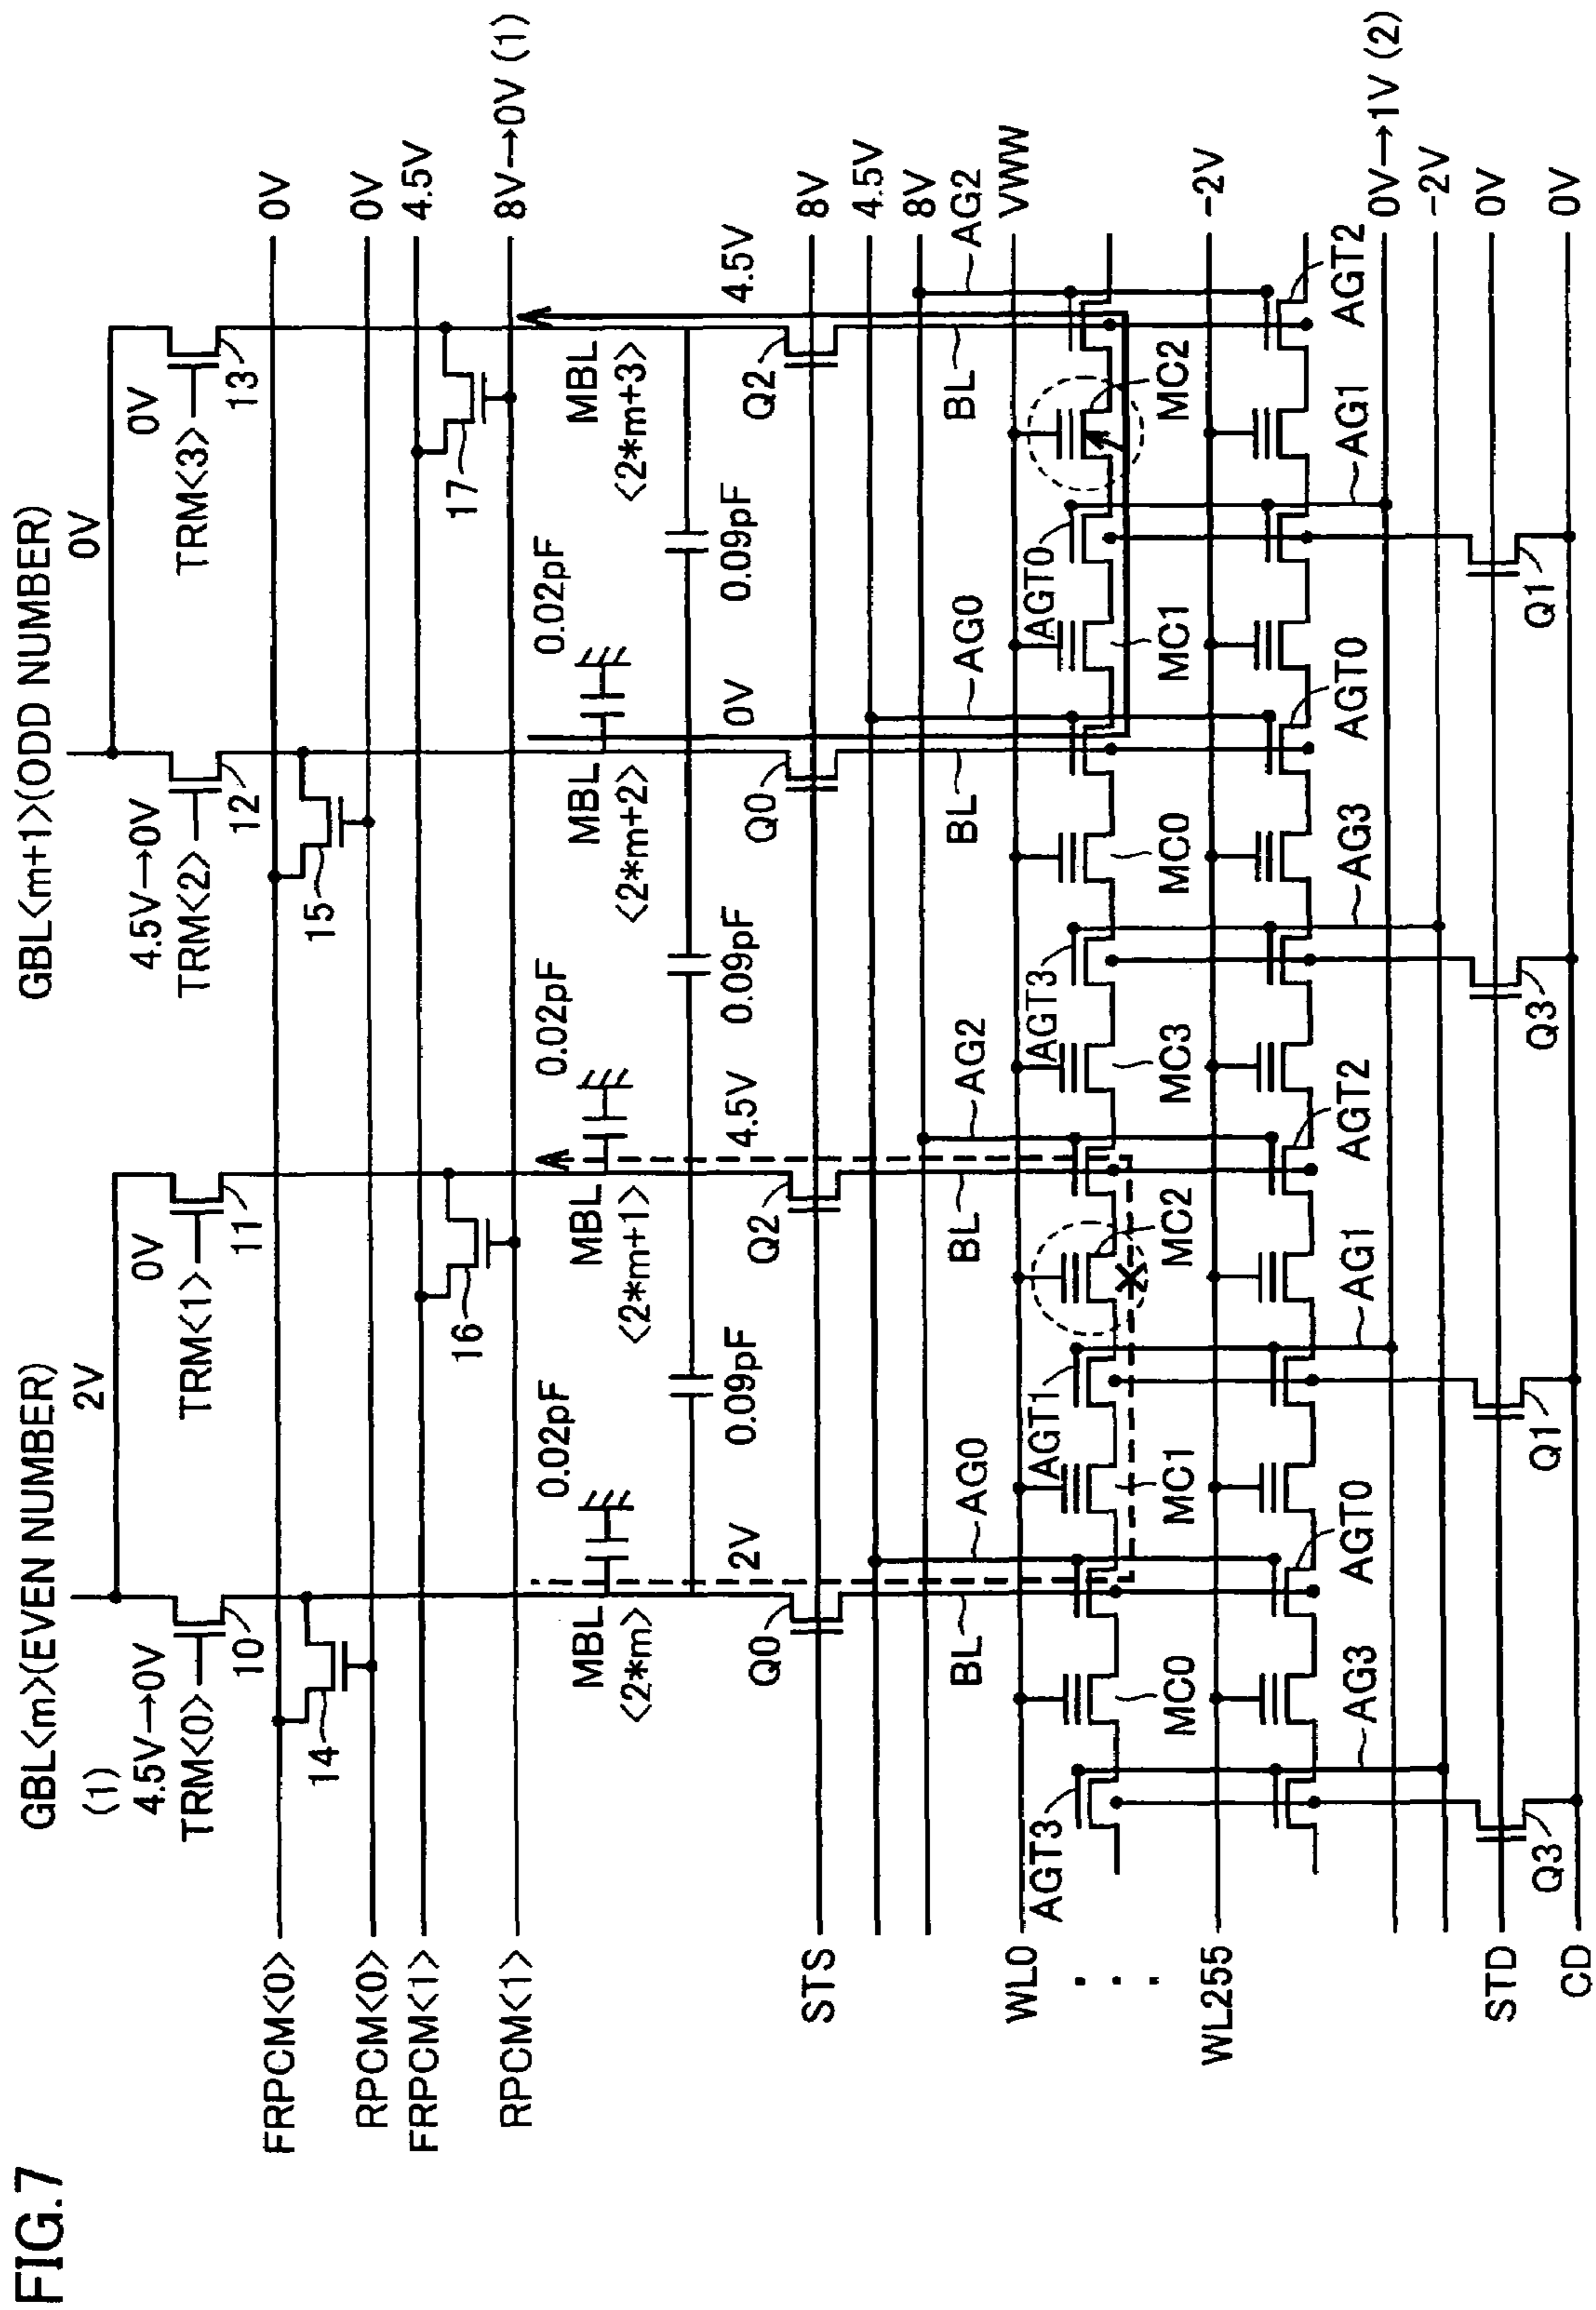 FIG.7
GBL<m>(EVEN NUMBER)
GBL<m+1>(ODD NUMBER)
(1)
2V
0V
4.5V→0V
0V
4.5V→0V
0V
TRM<0>
TRM<1>
TRM<2>
TRM<3>
10
11
12
13
FRPCM<0>
0V
14
15
RPCM<0>
0V
FRPCM<1>
4.5V
16
17
RPCM<1>
8V→0V (1)
0.02pF
0.02pF
0.02pF
MBL
<2*m>
MBL
<2*m+1>
MBL
<2*m+2>
MBL
<2*m+3>
0.09pF
0.09pF
0.09pF
2V
4.5V
0V
4.5V
Q0
Q2
Q0
Q2
STS
8V
4.5V
8V
BL
AG0
BL
AG2
BL
AG0
BL
AG2
WL0
VWW
AGT3
AGT1
AGT3
AGT0
MC0
MC1
MC2
MC3
MC0
MC1
MC2
WL255
-2V
AG3
AGT0
AG1
AGT2
AG3
AGT0
AG1
AGT2
0V→1V (2)
-2V
STD
0V
Q3
Q1
Q3
Q1
CD
0V